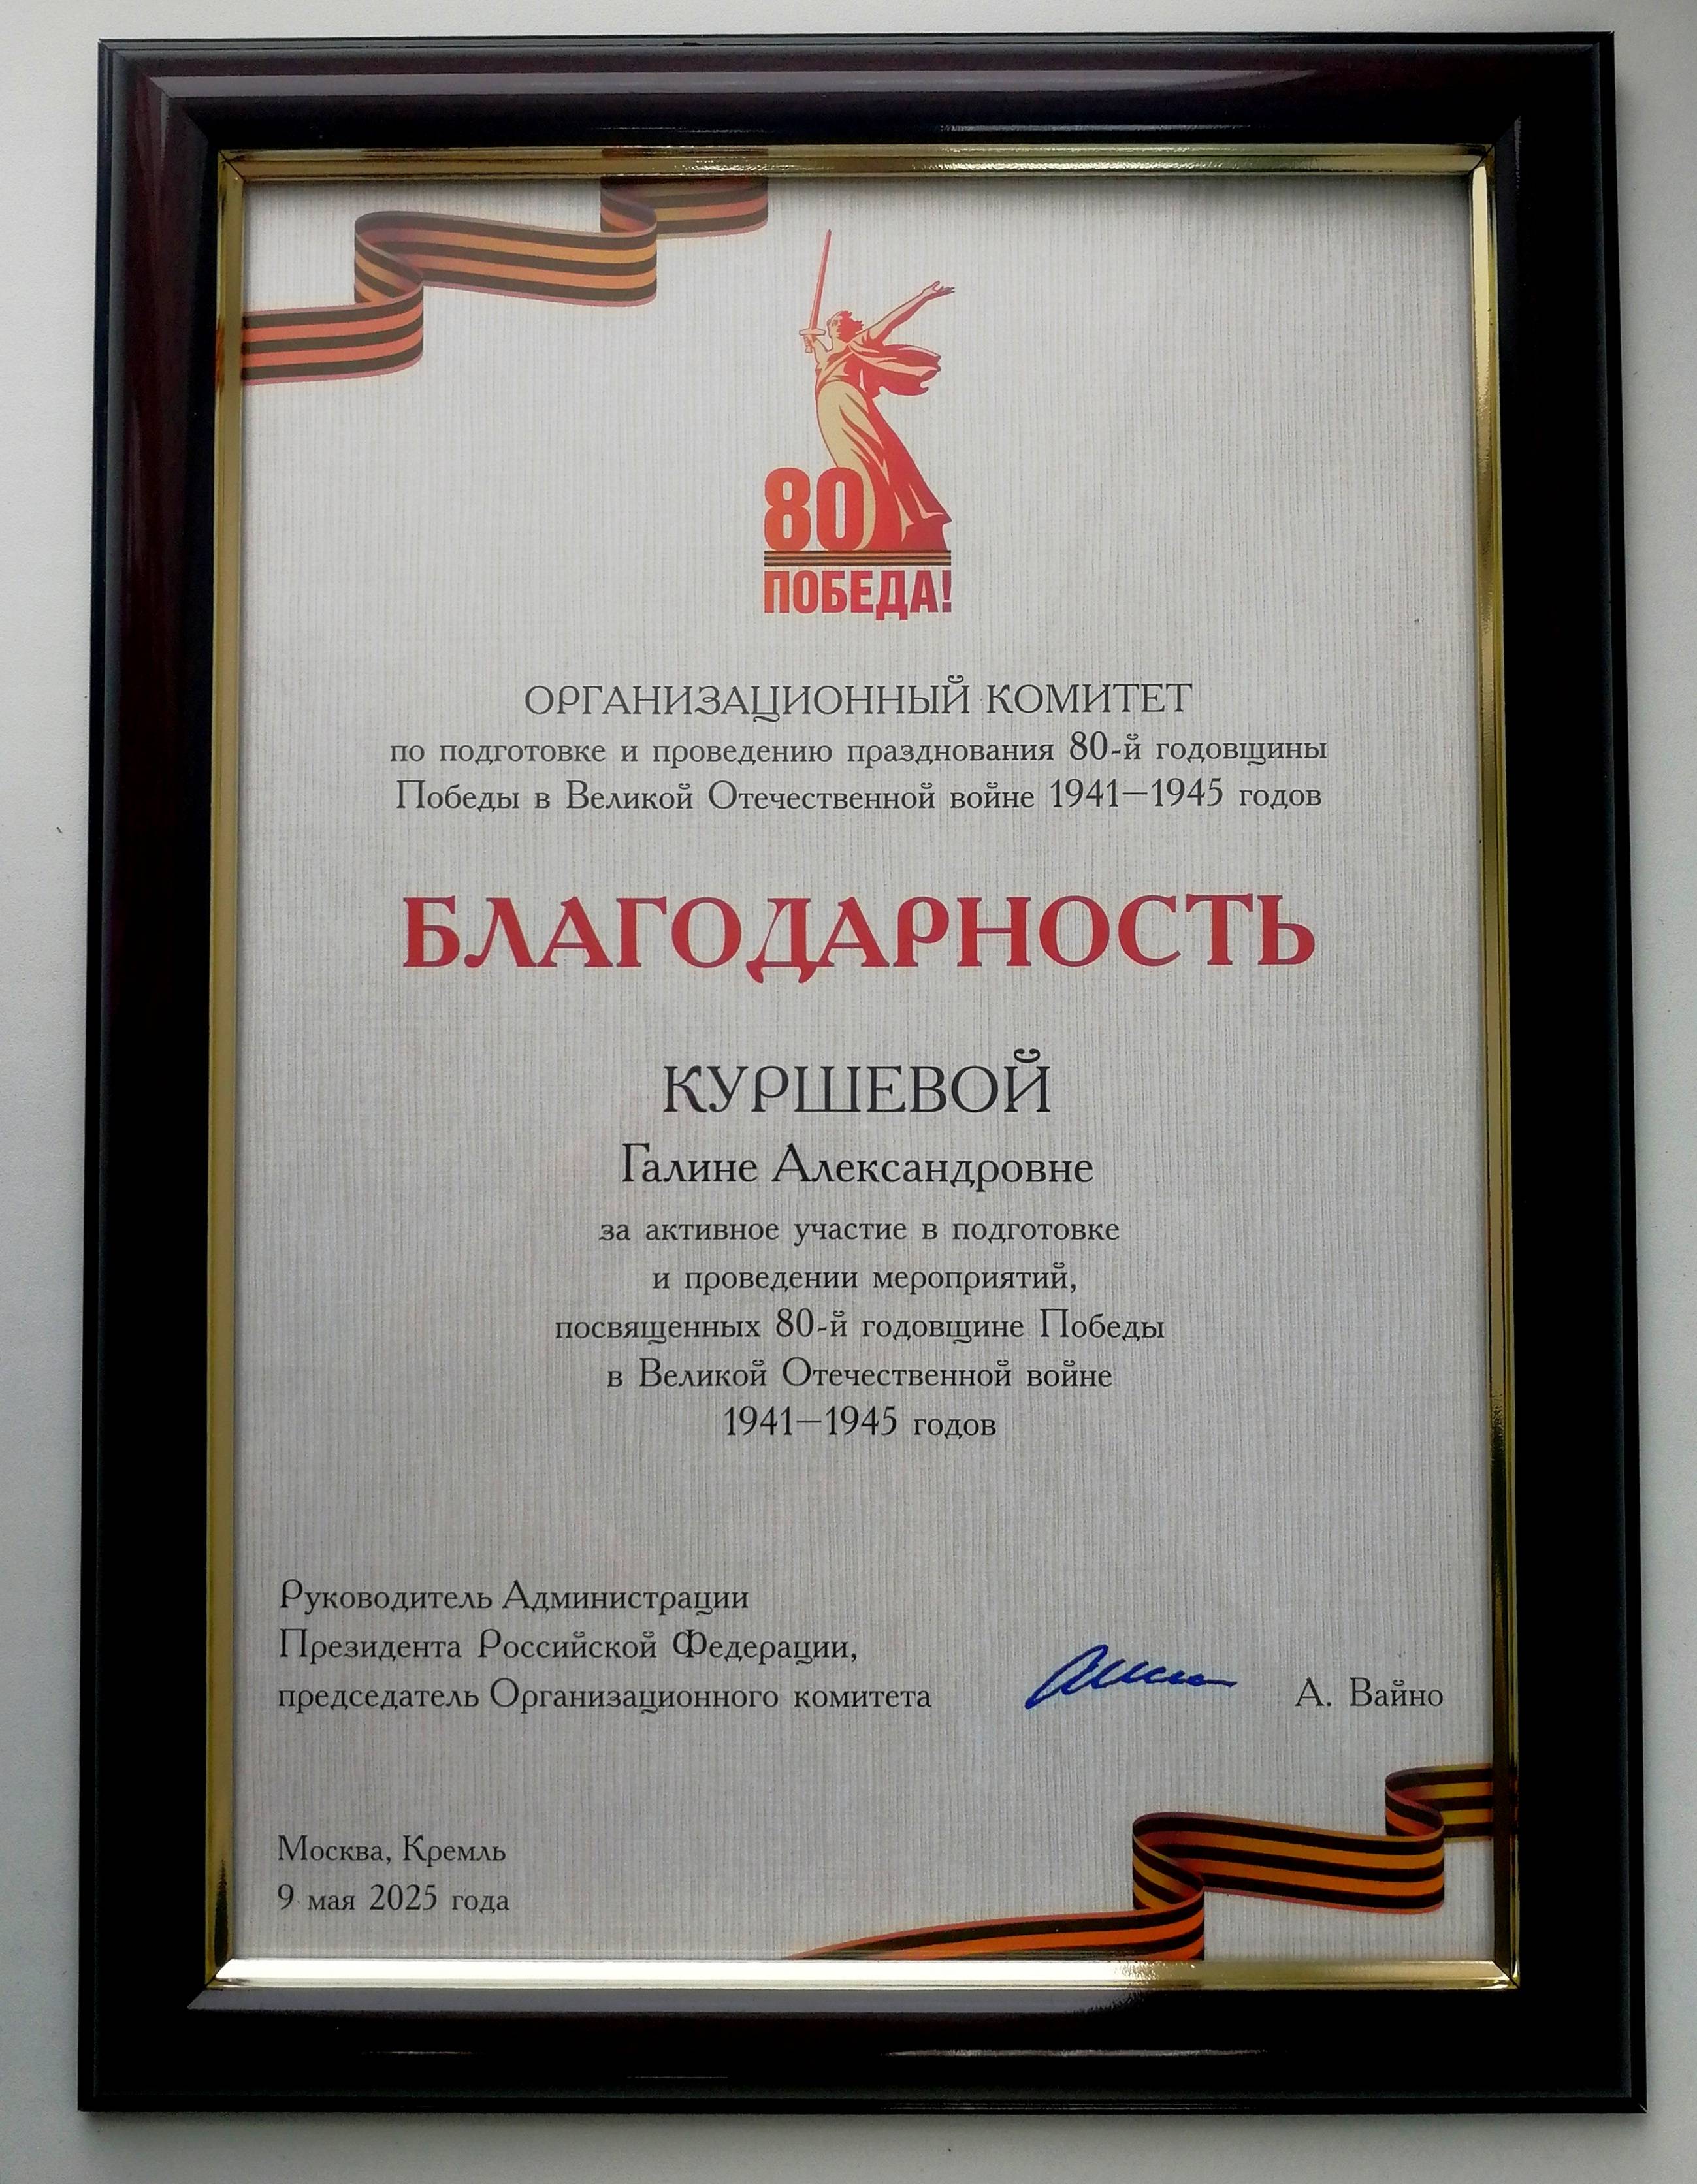 80
ПОБЕДА!
ОРГАНИЗАЦИОННЫЙ КОМИТЕТ
по подготовке и проведению празднования 80-й годовщины
Победы в Великой Отечественной войне 1941—1945 годов
БЛАГОДАРНОСТЬ
КУРШЕВОЙ
Галине Александровне
за активное участие в подготовке
и проведении мероприятий,
посвященных 80-й годовщине Победы
в Великой Отечественной войне
1941—1945 годов
Руководитель Администрации
Президента Российской Федерации,
председатель Организационного комитета А. Вайно
Москва, Кремль
9 мая 2025 года